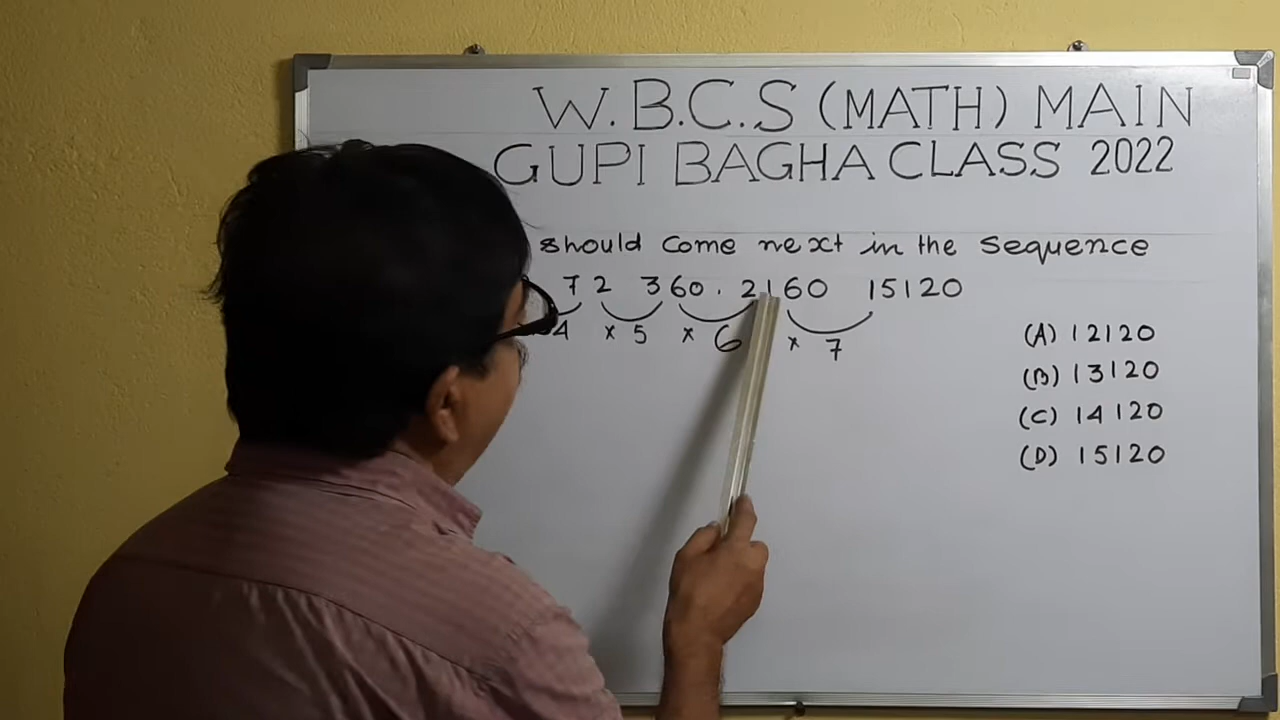 W.B.C.S (MATH) MAIN
GUPI BAGHA CLASS 2022
should come next in the sequence
72 360. 2160 15120
4 × 5 × 6 × 7
(A) 12120
(B) 13120
(C) 14120
(D) 15120